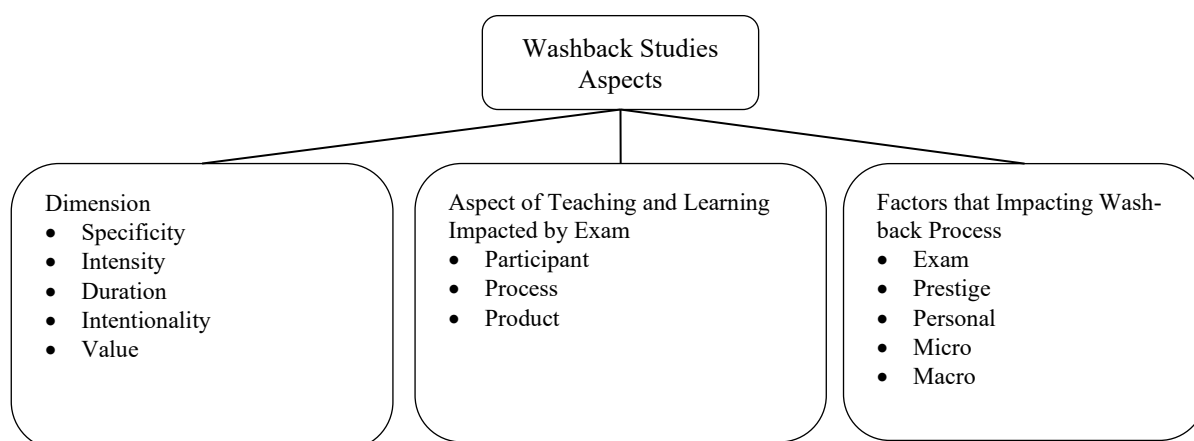 Washback Studies
Aspects
Dimension
• Specificity
• Intensity
• Duration
• Intentionality
• Value
Aspect of Teaching and Learning
Impacted by Exam
• Participant
• Process
• Product
Factors that Impacting Wash-
back Process
• Exam
• Prestige
• Personal
• Micro
• Macro